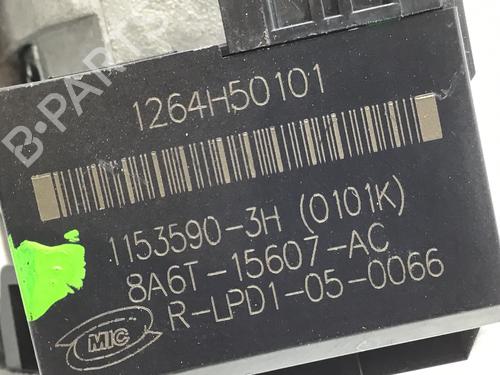 B-PARTS
1264H50101
1153590-3H (0101K)
8A6T-15607-AC
R-LPD1-05-0066
MIC